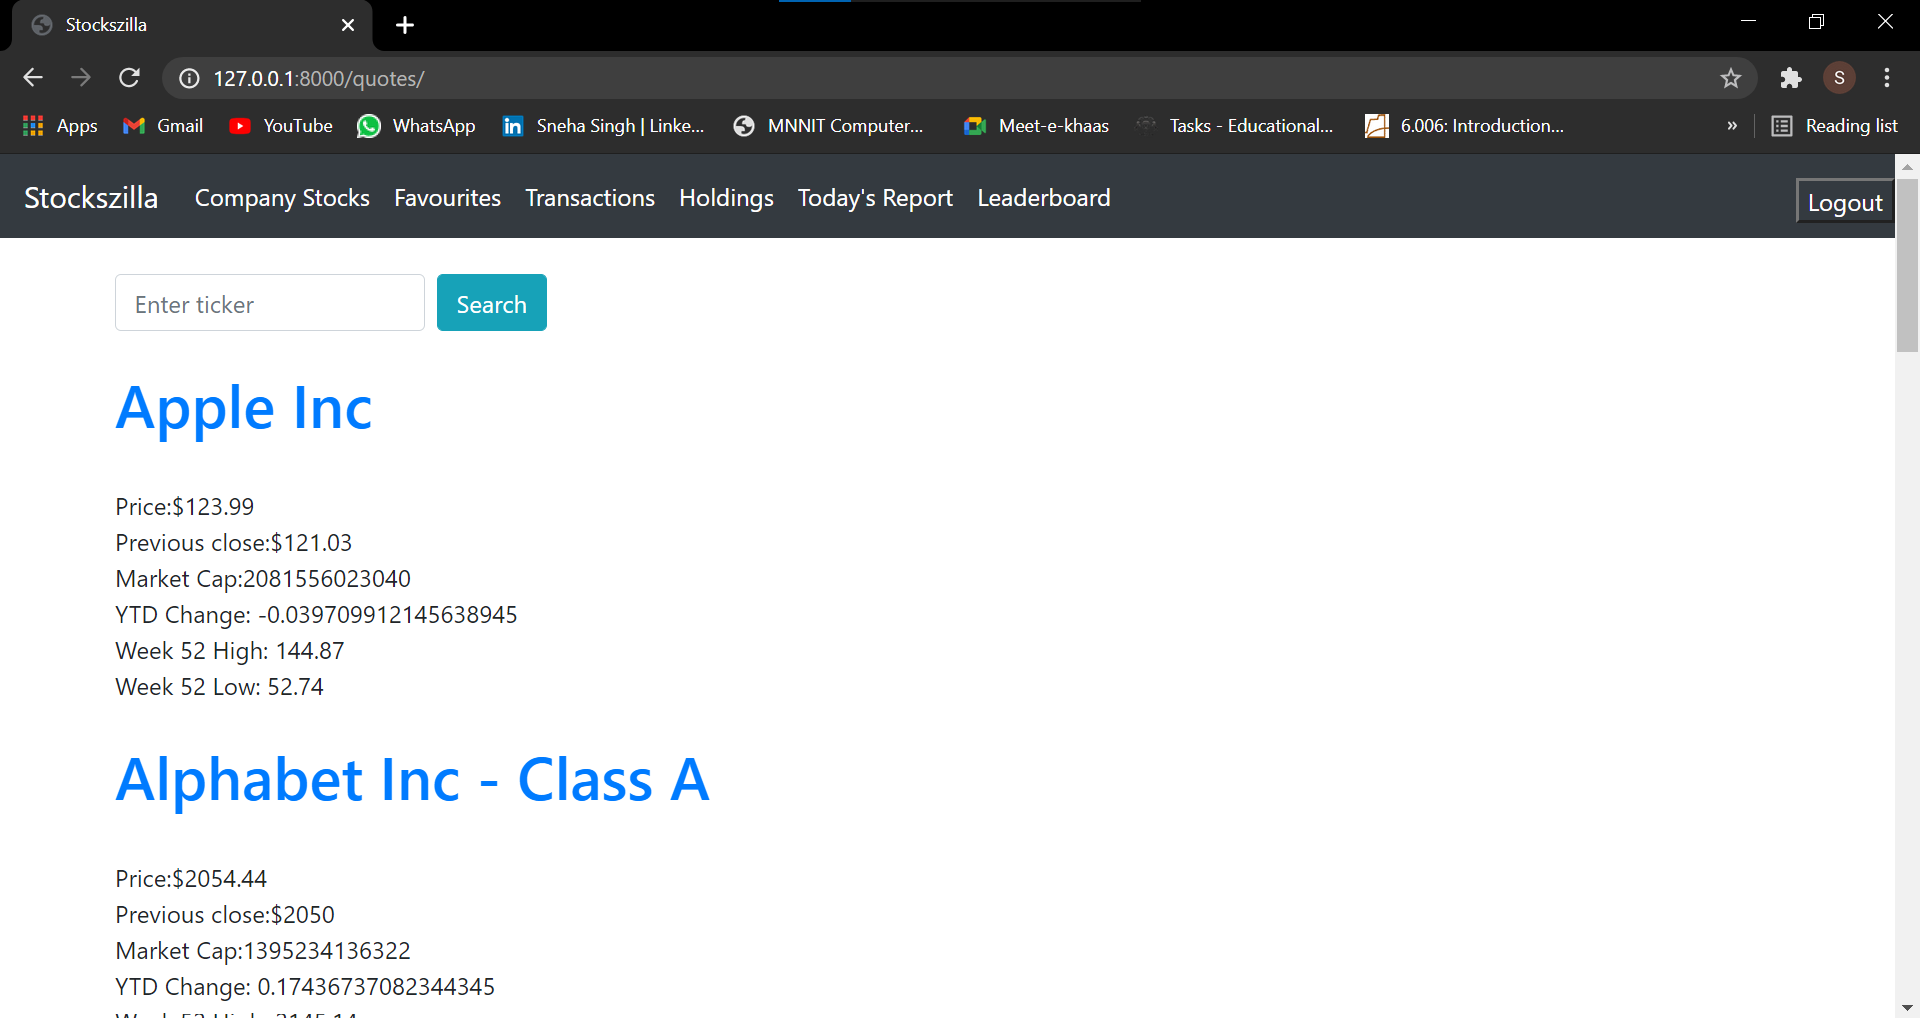 Stockszilla
127.0.0.1:8000/quotes/
S
Apps Gmail YouTube WhatsApp Sneha Singh | Linke... MNNIT Computer... Meet-e-khaas Tasks - Educational... 6.006: Introduction... » Reading list
Stockszilla Company Stocks Favourites Transactions Holdings Today's Report Leaderboard Logout
Enter ticker Search
Apple Inc
Price:$123.99
Previous close:$121.03
Market Cap:2081556023040
YTD Change: -0.039709912145638945
Week 52 High: 144.87
Week 52 Low: 52.74
Alphabet Inc - Class A
Price:$2054.44
Previous close:$2050
Market Cap:1395234136322
YTD Change: 0.17436737082344345